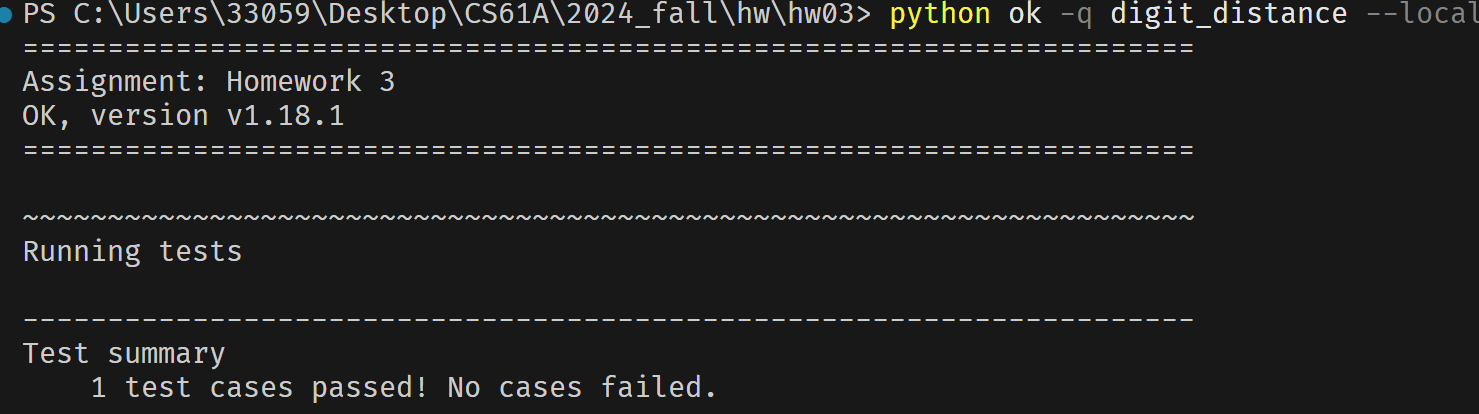 PS C:\Users\33059\Desktop\CS61A\2024_fall\hw\hw03> python ok -q digit_distance --local
=====================================================================
Assignment: Homework 3
OK, version v1.18.1
=====================================================================
~~~~~~~~~~~~~~~~~~~~~~~~~~~~~~~~~~~~~~~~~~~~~~~~~~~~~~~~~~~~~~~~~~~~~
Running tests
---------------------------------------------------------------------
Test summary
    1 test cases passed! No cases failed.